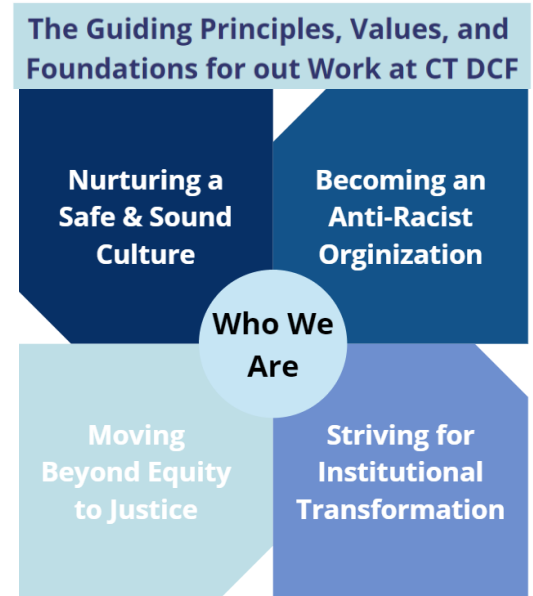 The Guiding Principles, Values, and
Foundations for out Work at CT DCF
Nurturing a
Safe & Sound
Culture
Becoming an
Anti-Racist
Orginization
Who We
Are
Moving
Beyond Equity
to Justice
Striving for
Institutional
Transformation